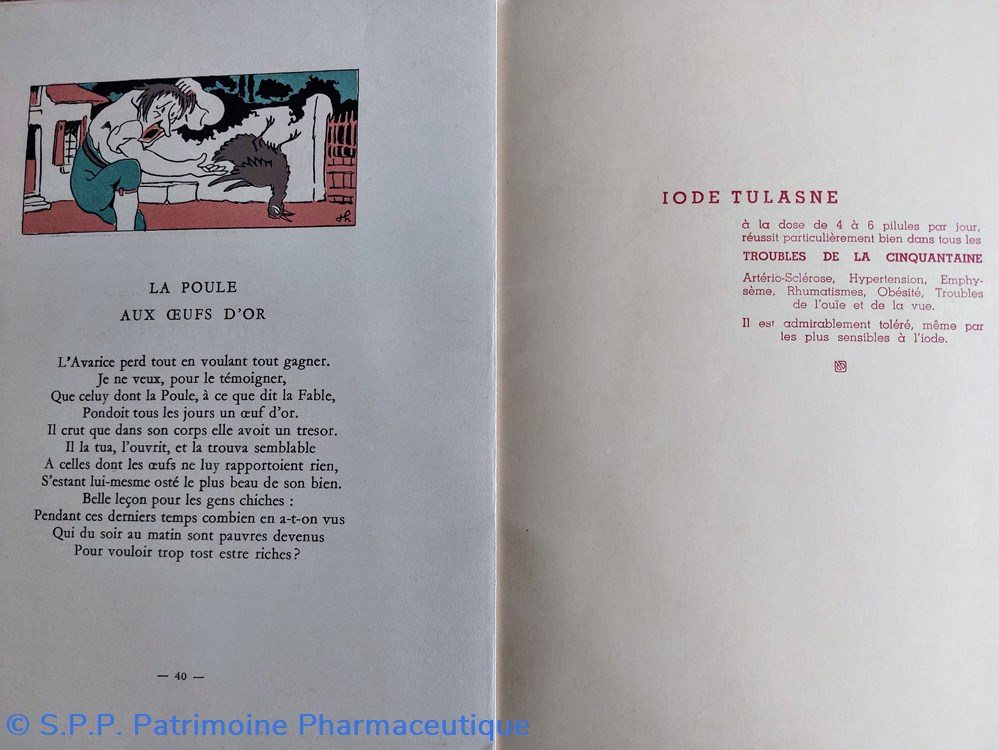 LA POULE
AUX ŒUFS D'OR
L'Avarice perd tout en voulant tout gagner.
Je ne veux, pour le témoigner,
Que celuy dont la Poule, à ce que dit la Fable,
Pondoit tous les jours un œuf d'or.
Il crut que dans son corps elle avoit un tresor.
Il la tua, l'ouvrit, et la trouva semblable
A celles dont les œufs ne luy rapportoient rien,
S'estant lui-mesme osté le plus beau de son bien.
Belle leçon pour les gens chiches :
Pendant ces derniers temps combien en a-t-on vus
Qui du soir au matin sont pauvres devenus
Pour vouloir trop tost estre riches ?
— 40 —
IODE TULASNE
à la dose de 4 à 6 pilules par jour,
réussit particulièrement bien dans tous les
TROUBLES DE LA CINQUANTAINE
Artério-Sclérose, Hypertension, Emphy-
sème, Rhumatismes, Obésité, Troubles
de l'ouïe et de la vue.
Il est admirablement toléré, même par
les plus sensibles à l'iode.
© S.P.P. Patrimoine Pharmaceutique